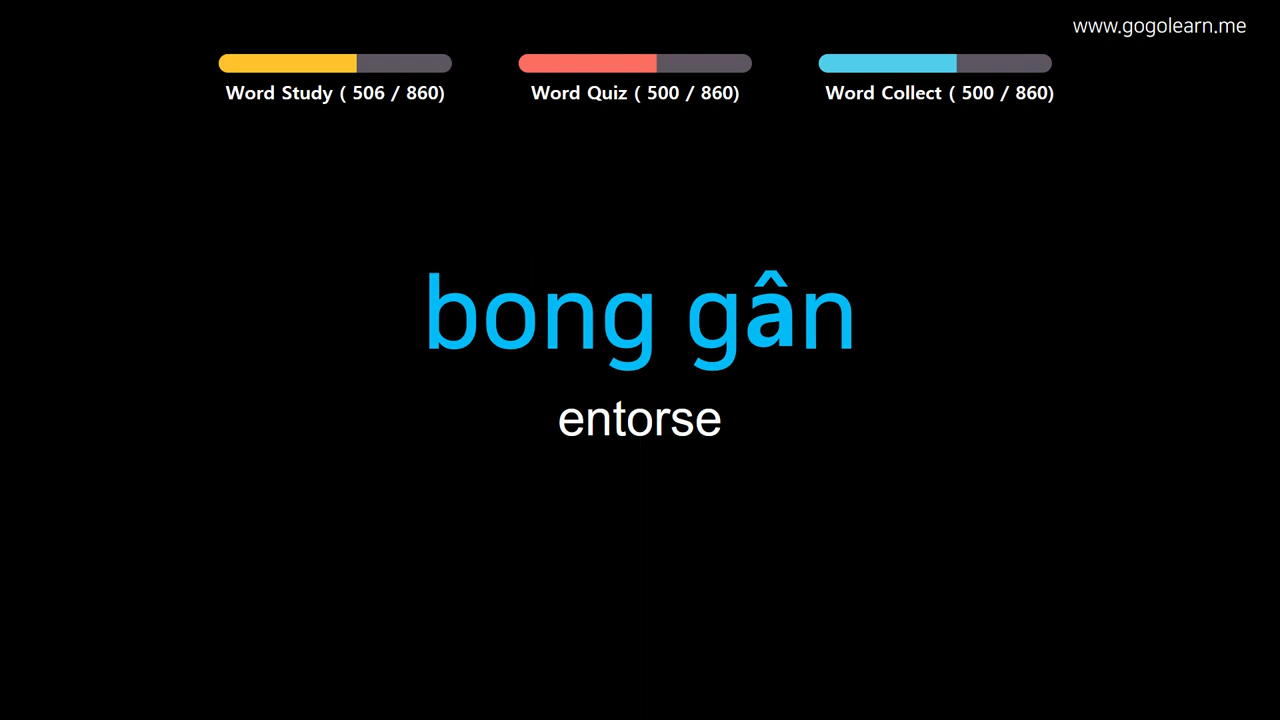 www.gogolearn.me
Word Study ( 506 / 860)
Word Quiz ( 500 / 860)
Word Collect ( 500 / 860)
bong gân
entorse